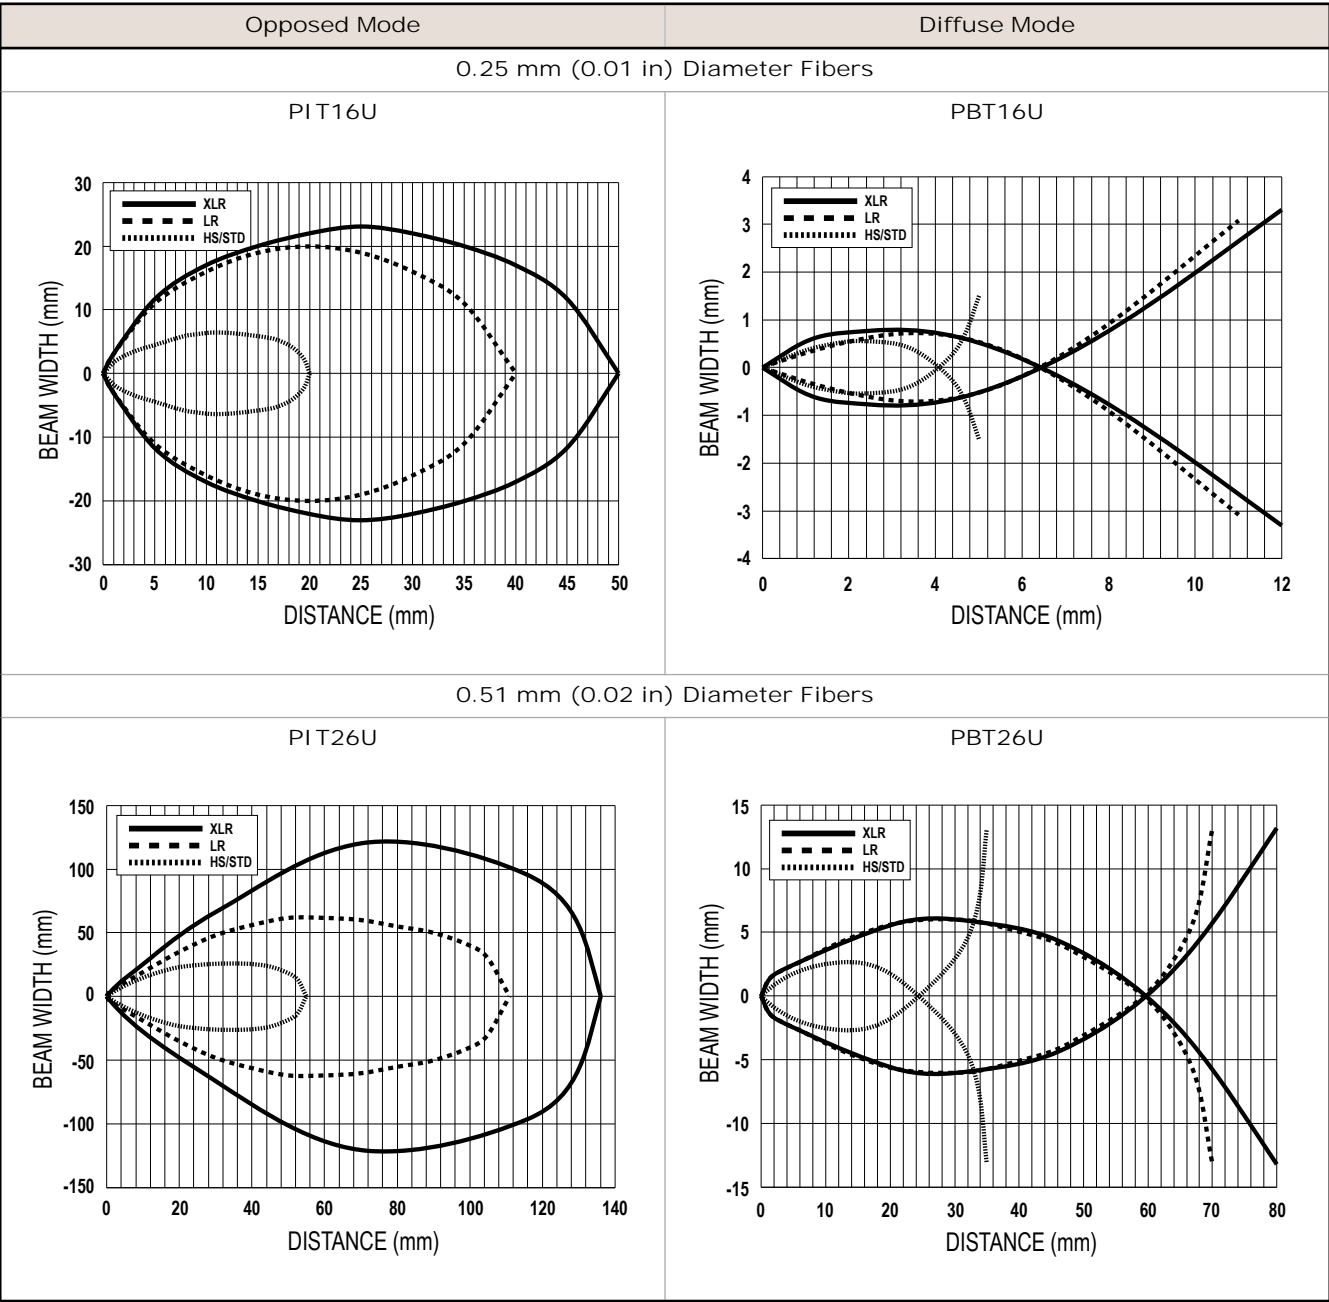 Opposed Mode
Diffuse Mode
0.25 mm (0.01 in) Diameter Fibers
PIT16U
PBT16U
30
20
10
0
-10
-20
-30
BEAM WIDTH (mm)
XLR
LR
HS/STD
0 5 10 15 20 25 30 35 40 45 50
DISTANCE (mm)
4
3
2
1
0
-1
-2
-3
-4
BEAM WIDTH (mm)
XLR
LR
HS/STD
0 2 4 6 8 10 12
DISTANCE (mm)
0.51 mm (0.02 in) Diameter Fibers
PIT26U
PBT26U
150
100
50
0
-50
-100
-150
BEAM WIDTH (mm)
XLR
LR
HS/STD
0 20 40 60 80 100 120 140
DISTANCE (mm)
15
10
5
0
-5
-10
-15
BEAM WIDTH (mm)
XLR
LR
HS/STD
0 10 20 30 40 50 60 70 80
DISTANCE (mm)